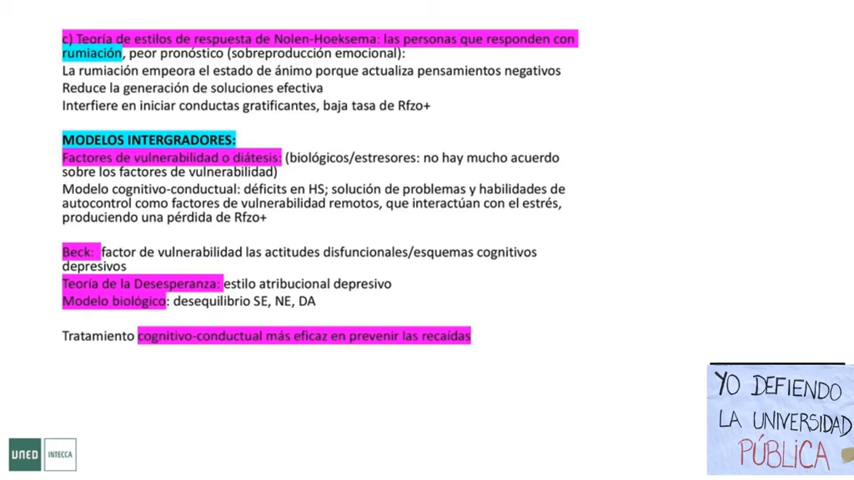 c) Teoría de estilos de respuesta de Nolen-Hoeksema: las personas que responden con
rumiación, peor pronóstico (sobreproducción emocional):
La rumiación empeora el estado de ánimo porque actualiza pensamientos negativos
Reduce la generación de soluciones efectiva
Interfiere en iniciar conductas gratificantes, baja tasa de Rfzo+
MODELOS INTERGRADORES:
Factores de vulnerabilidad o diátesis: (biológicos/estresores: no hay mucho acuerdo
sobre los factores de vulnerabilidad)
Modelo cognitivo-conductual: déficits en HS; solución de problemas y habilidades de
autocontrol como factores de vulnerabilidad remotos, que interactúan con el estrés,
produciendo una pérdida de Rfzo+
Beck: factor de vulnerabilidad las actitudes disfuncionales/esquemas cognitivos
depresivos
Teoría de la Desesperanza: estilo atribucional depresivo
Modelo biológico: desequilibrio SE, NE, DA
Tratamiento cognitivo-conductual más eficaz en prevenir las recaídas
YO DEFIENDO
LA UNIVERSIDAD
PÚBLICA
UNED INTECCA